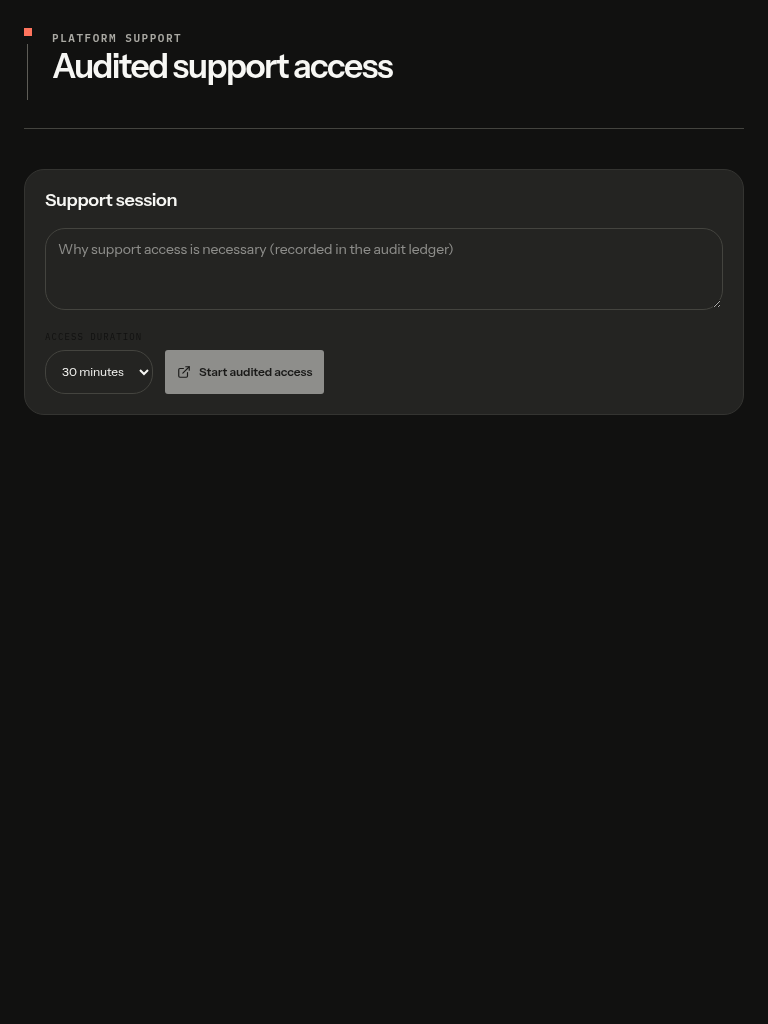 PLATFORM SUPPORT
Audited support access
Support session
Why support access is necessary (recorded in the audit ledger)
ACCESS DURATION
30 minutes
Start audited access